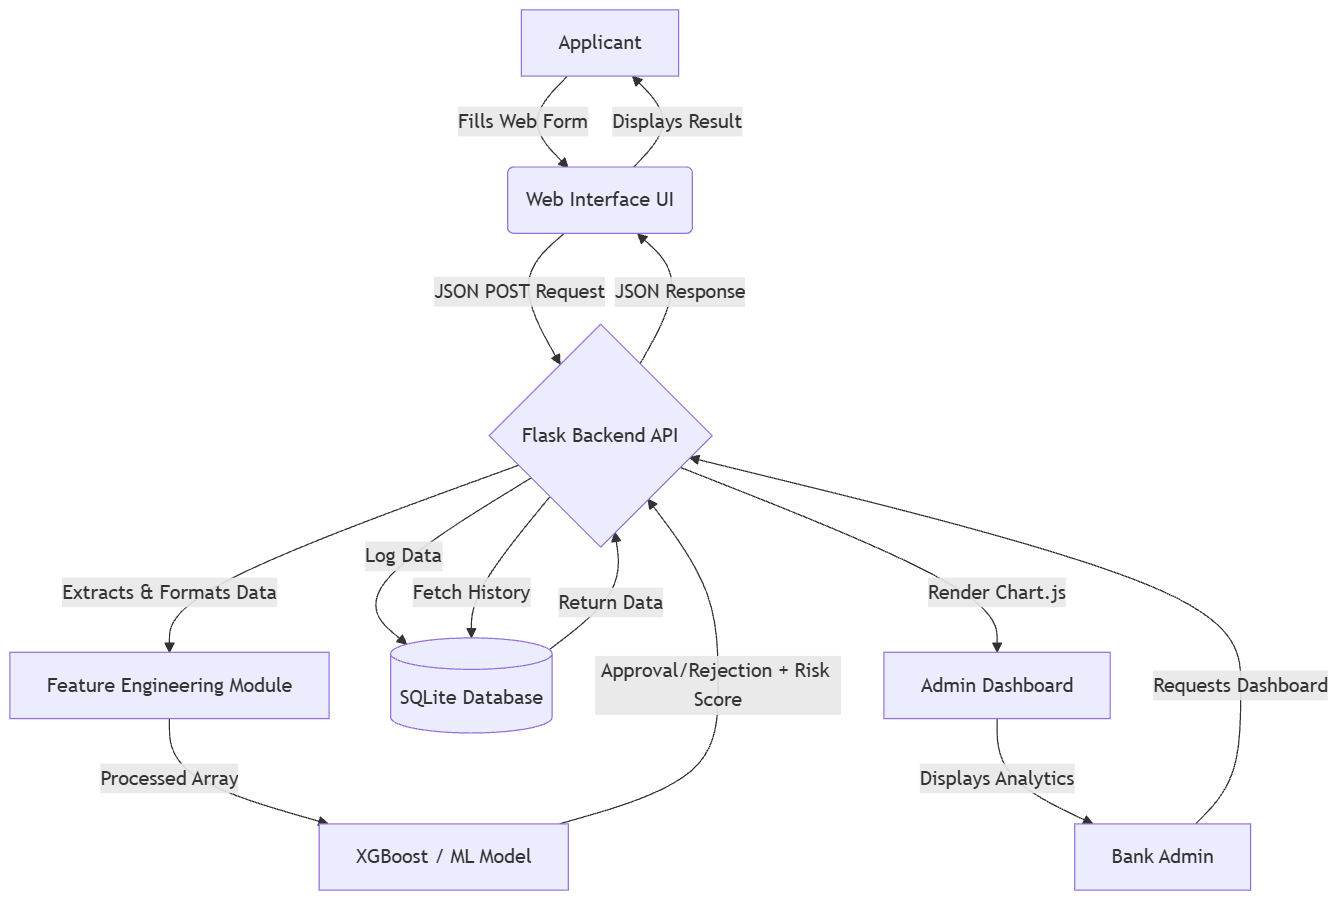 Applicant
Fills Web Form
Displays Result
Web Interface UI
JSON POST Request
JSON Response
Flask Backend API
Log Data
Extracts & Formats Data
Fetch History
Return Data
Render Chart.js
Feature Engineering Module
SQLite Database
Approval/Rejection + Risk
Score
Admin Dashboard
Requests Dashboard
Processed Array
Displays Analytics
XGBoost / ML Model
Bank Admin